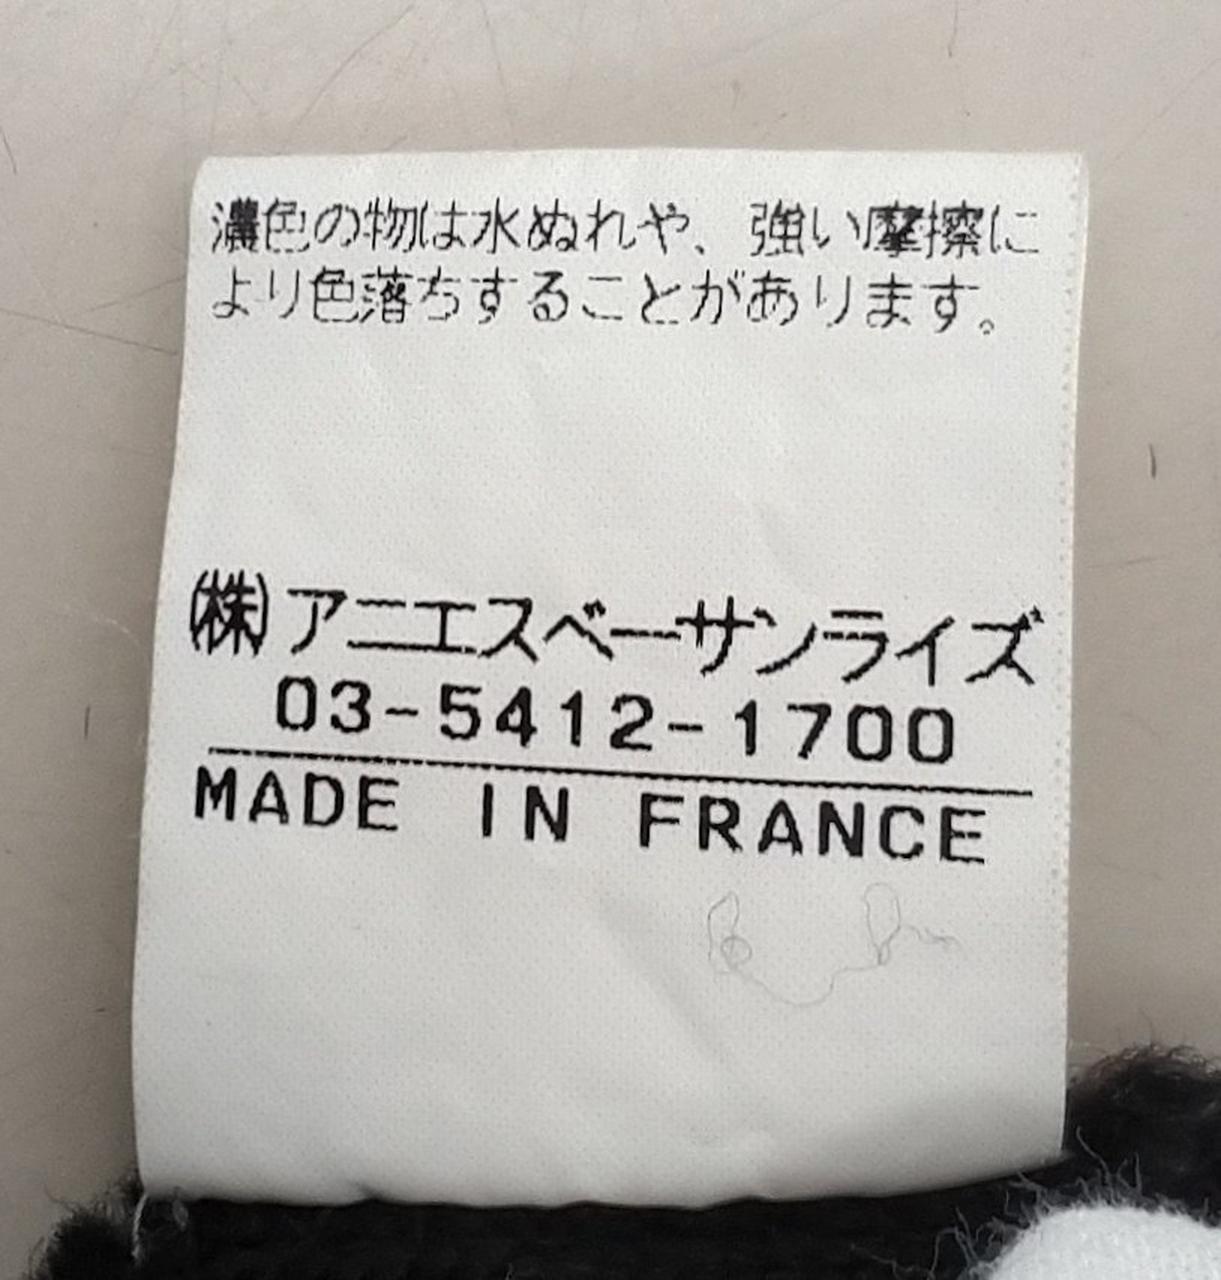 濃色の物は水ぬれや、強い摩擦に
より色落ちすることがあります。
㈱アニエスベーサンライズ
03-5412-1700
MADE IN FRANCE